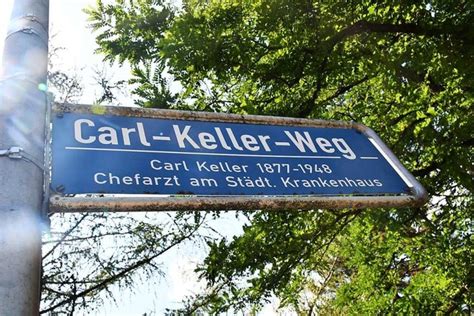 Carl-Keller-Weg
Carl Keller 1877-1948
Chefarzt am Städt. Krankenhaus